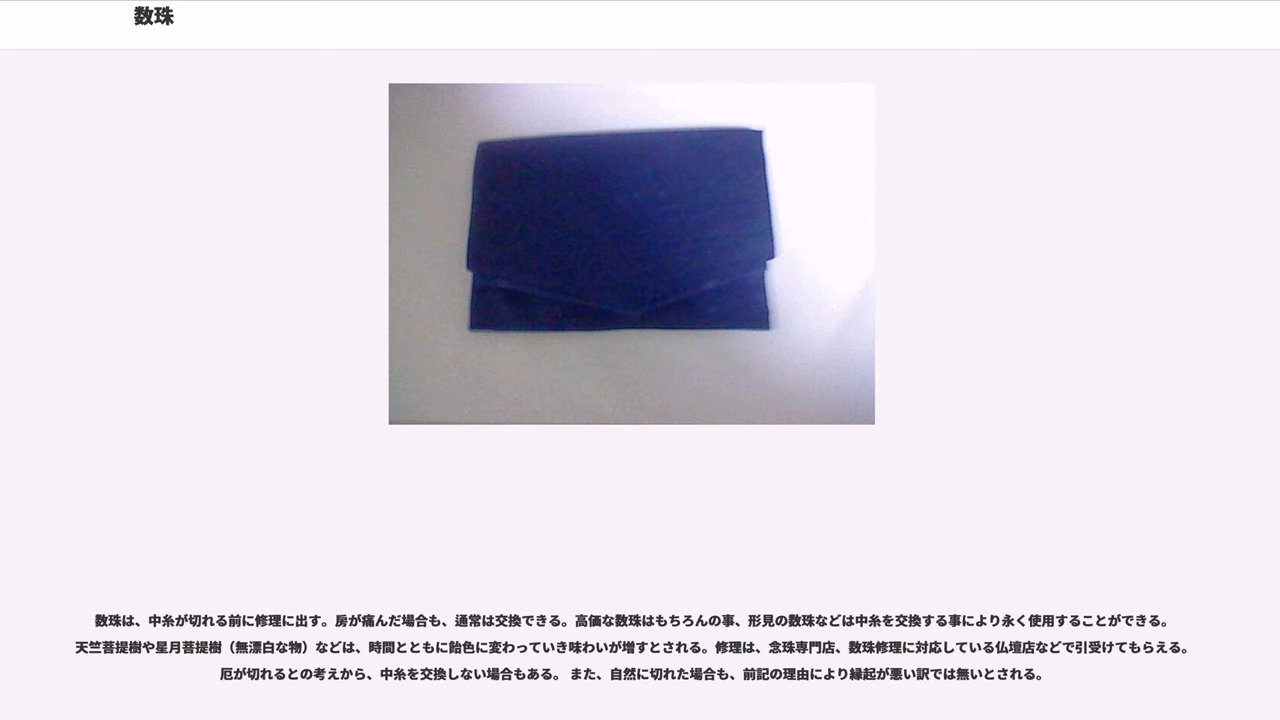 数珠
数珠は、中糸が切れる前に修理に出す。房が痛んだ場合も、通常は交換できる。高価な数珠はもちろんの事、形見の数珠などは中糸を交換する事により永く使用することができる。
天竺菩提樹や星月菩提樹（無漂白な物）などは、時間とともに飴色に変わっていき味わいが増すとされる。修理は、念珠専門店、数珠修理に対応している仏壇店などで引受けてもらえる。
厄が切れるとの考えから、中糸を交換しない場合もある。 また、自然に切れた場合も、前記の理由により縁起が悪い訳では無いとされる。